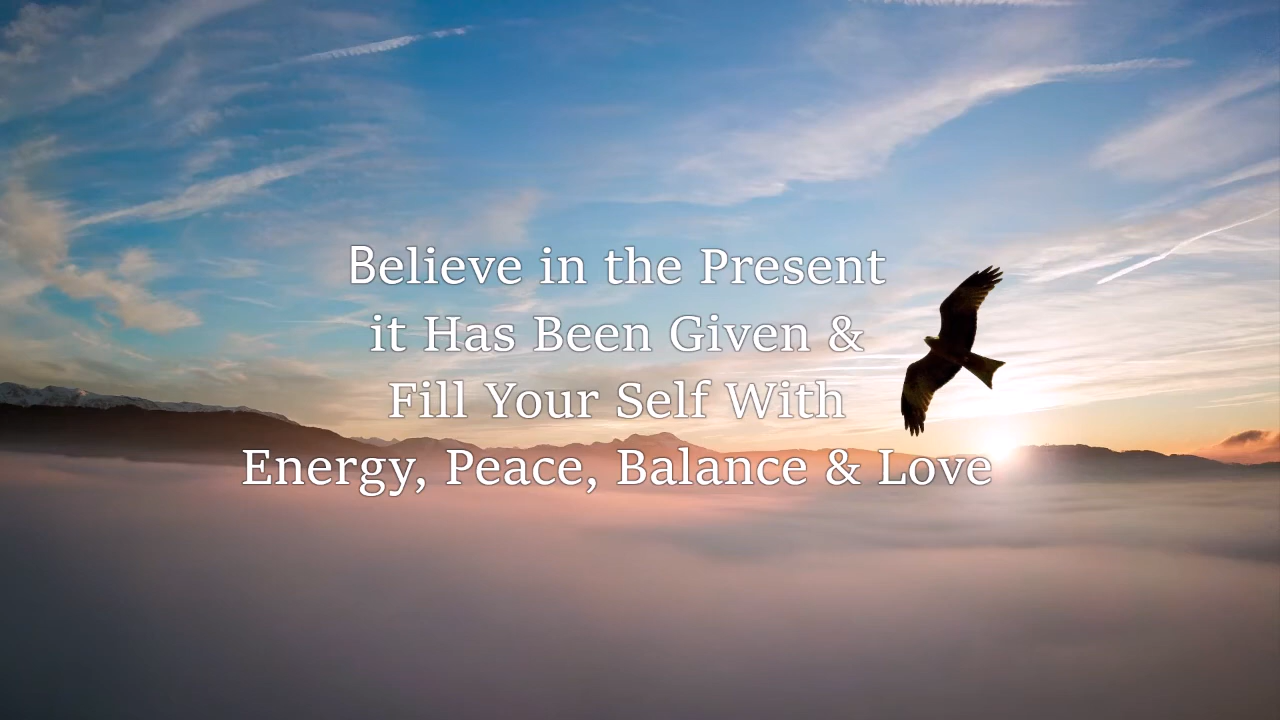 Believe in the Present
it Has Been Given &
Fill Your Self With
Energy, Peace, Balance & Love